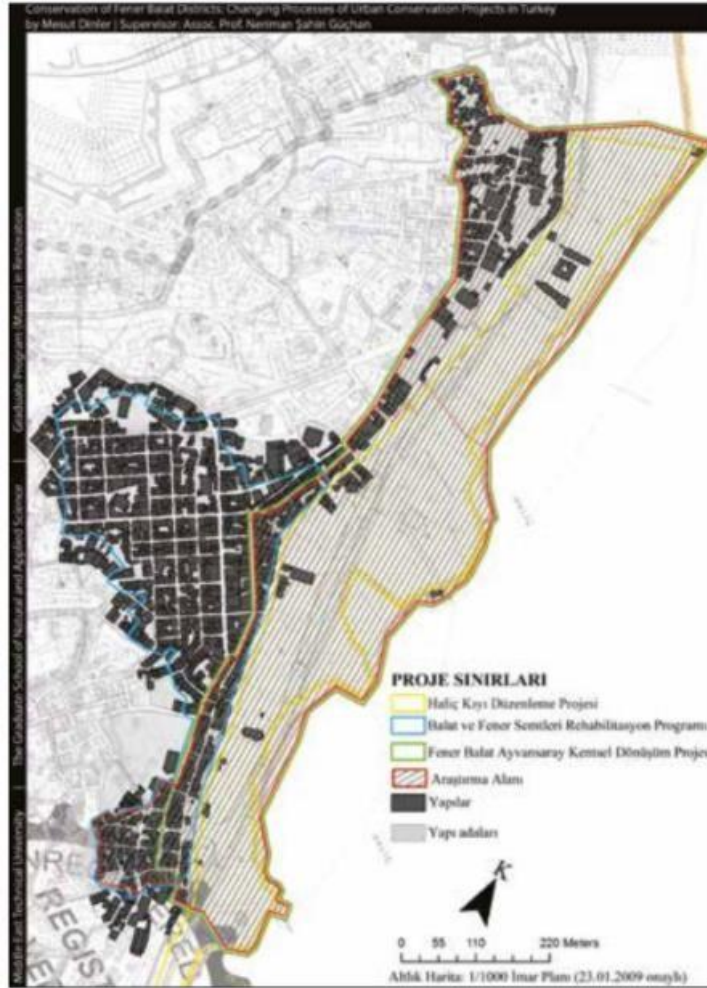 Conservation of Fener Balat Districts: Changing Processes of Urban Conservation Projects in Turkey
by Mesut Dinler | Supervisor: Assoc. Prof. Neriman Şahin Güçhan
Middle East Technical University | The Graduate School of Natural and Applied Science | Graduate Program (Master) in Restoration
PROJE SINIRLARI
Haliç Kıyı Düzenleme Projesi
Balat ve Fener Semtleri Rehabilitasyon Programı
Fener Balat Ayvansaray Kentsel Dönüşüm Projesi
Araştırma Alanı
Yapılar
Yapı adaları
K
0 55 110 220 Meters
Altlık Harita: 1/1000 İmar Planı (23.01.2009 onaylı)